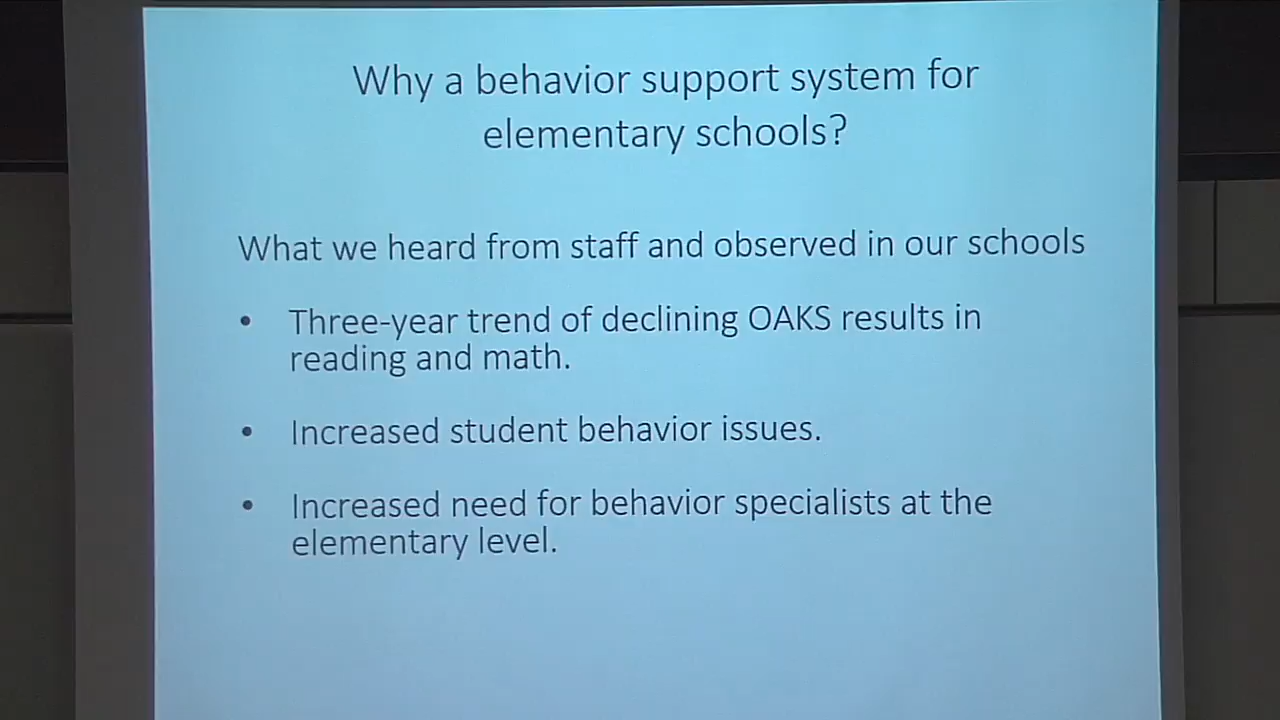 Why a behavior support system for
elementary schools?
What we heard from staff and observed in our schools
• Three-year trend of declining OAKS results in
reading and math.
• Increased student behavior issues.
• Increased need for behavior specialists at the
elementary level.